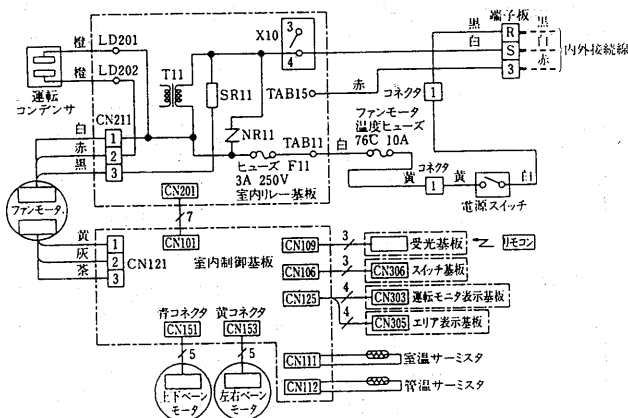 橙
LD201
橙
LD202
運転
コンデンサ
CN211
白
1
赤
2
黒
3
ファンモータ
T11
SR11
X10
3
4
NR11
TAB15
赤
TAB11
白
ヒューズ F11
3A 250V
室内リレー基板
端子板
黒
R
黒
白
S
白
3
赤
内外接続線
コネクタ
1
ファンモータ
温度ヒューズ
76℃ 10A
黄
コネクタ
1
黄
白
電源スイッチ
CN201
7
CN101
黄
1
灰
2
茶
3
CN121
室内制御基板
CN109
3
受光基板
リモコン
CN106
3
CN306
スイッチ基板
CN125
4
CN303
運転モニタ表示基板
4
CN305
エリア表示基板
青コネクタ
CN151
5
上下ベーン
モータ
黄コネクタ
CN153
5
左右ベーン
モータ
CN111
室温サーミスタ
CN112
管温サーミスタ